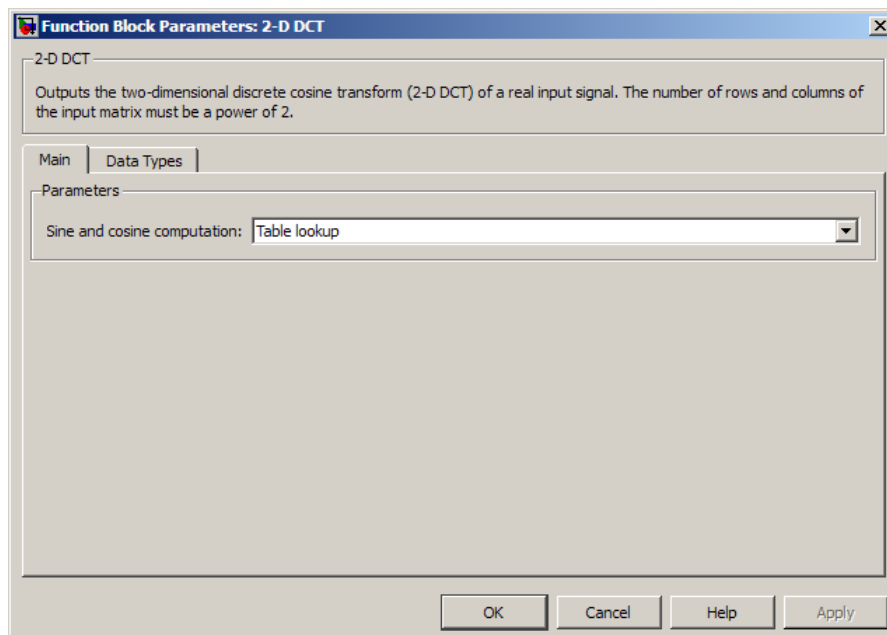 Function Block Parameters: 2-D DCT
2-D DCT
Outputs the two-dimensional discrete cosine transform (2-D DCT) of a real input signal. The number of rows and columns of
the input matrix must be a power of 2.
Main Data Types
Parameters
Sine and cosine computation: Table lookup
OK Cancel Help Apply